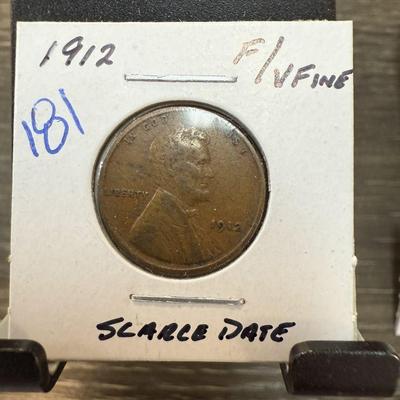 1912
F/VFINE
181
IN GOD WE TRUST
LIBERTY
1912
SCARCE DATE